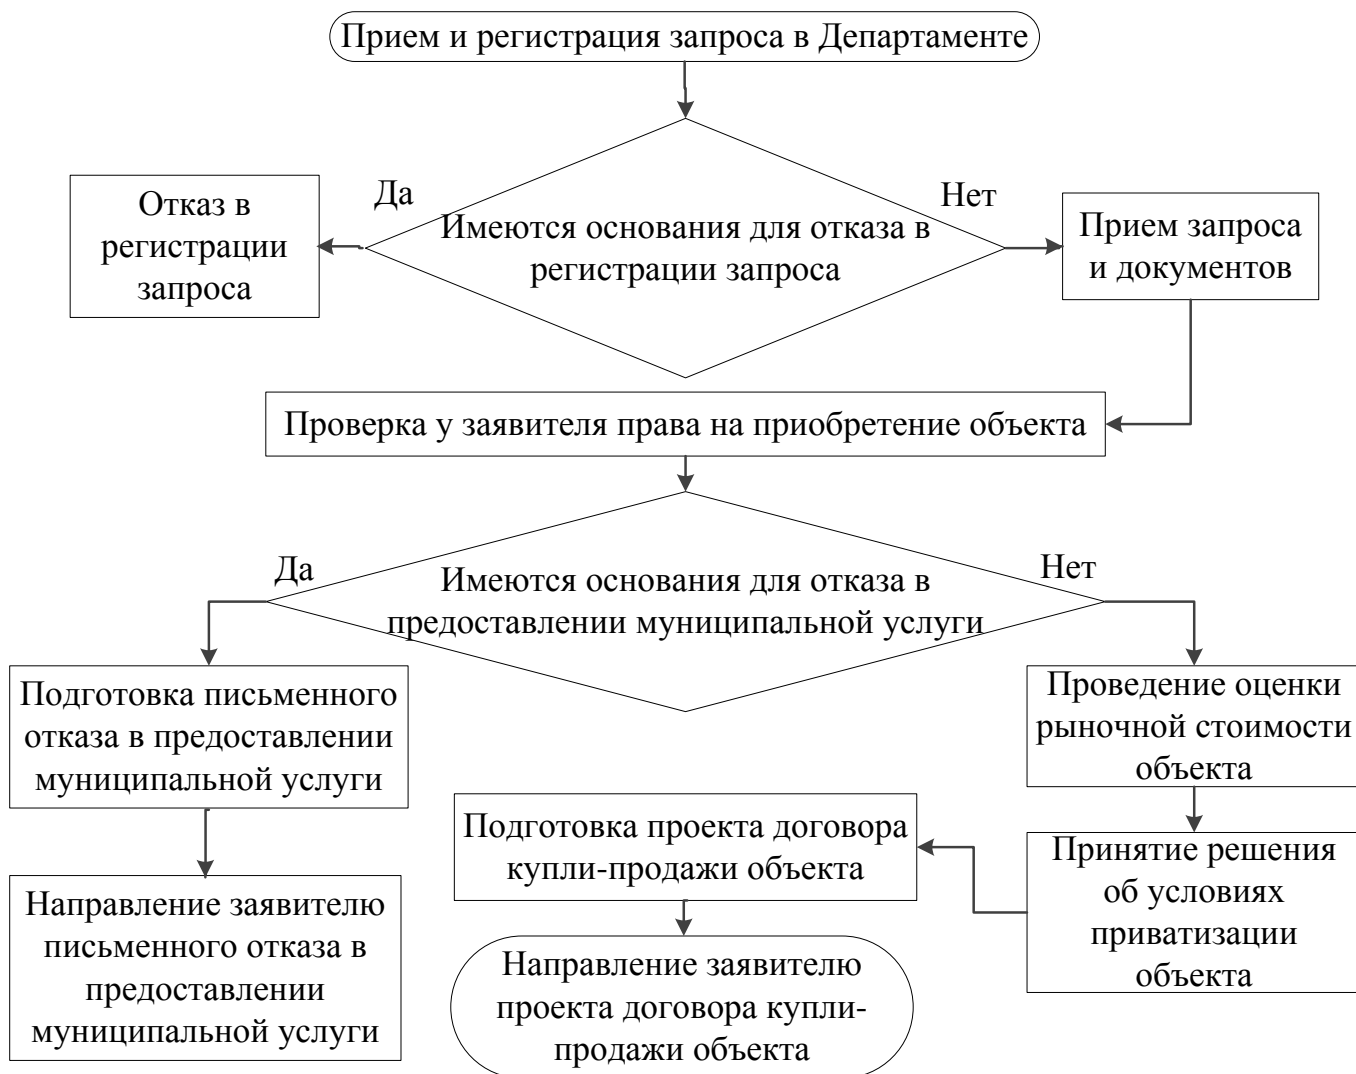 Прием и регистрация запроса в Департаменте
Да
Нет
Отказ в
регистрации
запроса
Имеются основания для отказа в
регистрации запроса
Прием запроса
и документов
Проверка у заявителя права на приобретение объекта
Да
Нет
Имеются основания для отказа в
предоставлении муниципальной услуги
Подготовка письменного
отказа в предоставлении
муниципальной услуги
Проведение оценки
рыночной стоимости
объекта
Подготовка проекта договора
купли-продажи объекта
Принятие решения
об условиях
приватизации
объекта
Направление заявителю
письменного отказа в
предоставлении
муниципальной услуги
Направление заявителю
проекта договора купли-
продажи объекта